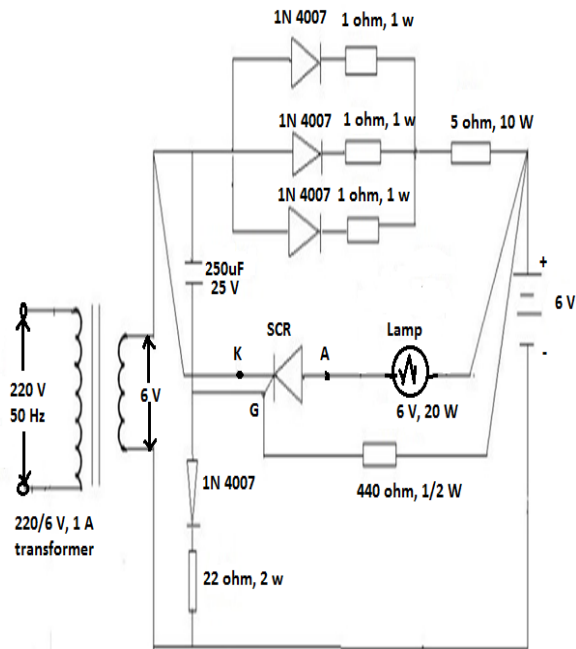 1N 4007
1 ohm, 1 w
1N 4007
1 ohm, 1 w
5 ohm, 10 W
1N 4007
1 ohm, 1 w
250uF
25 V
+
6 V
-
SCR
Lamp
K
A
G
6 V, 20 W
220 V
50 Hz
6 V
1N 4007
440 ohm, 1/2 W
220/6 V, 1 A
transformer
22 ohm, 2 w